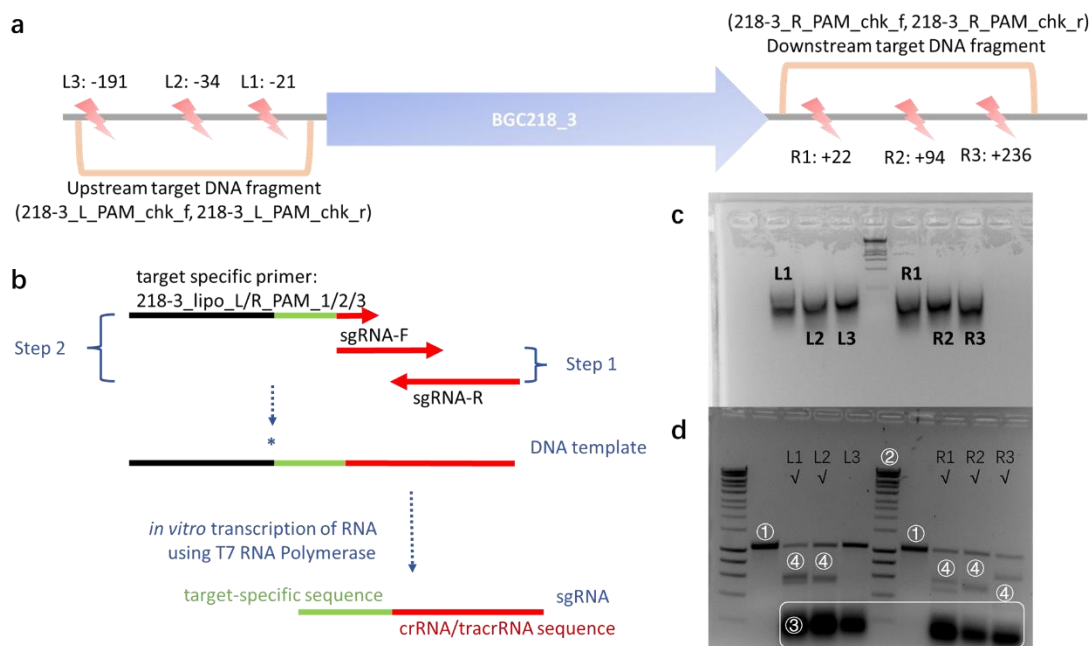 a
(218-3_R_PAM_chk_f, 218-3_R_PAM_chk_r)
Downstream target DNA fragment
L3: -191
L2: -34
L1: -21
BGC218_3
R1: +22
R2: +94
R3: +236
Upstream target DNA fragment
(218-3_L_PAM_chk_f, 218-3_L_PAM_chk_r)
b
target specific primer:
218-3_lipo_L/R_PAM_1/2/3
Step 2
sgRNA-F
Step 1
sgRNA-R
*
DNA template
in vitro transcription of RNA
using T7 RNA Polymerase
target-specific sequence
sgRNA
crRNA/tracrRNA sequence
c
L1
R1
L2 L3
R2 R3
d
L1 L2 L3 ② R1 R2 R3
√ √ √ √ √
① ①
④ ④ ④ ④
④
③